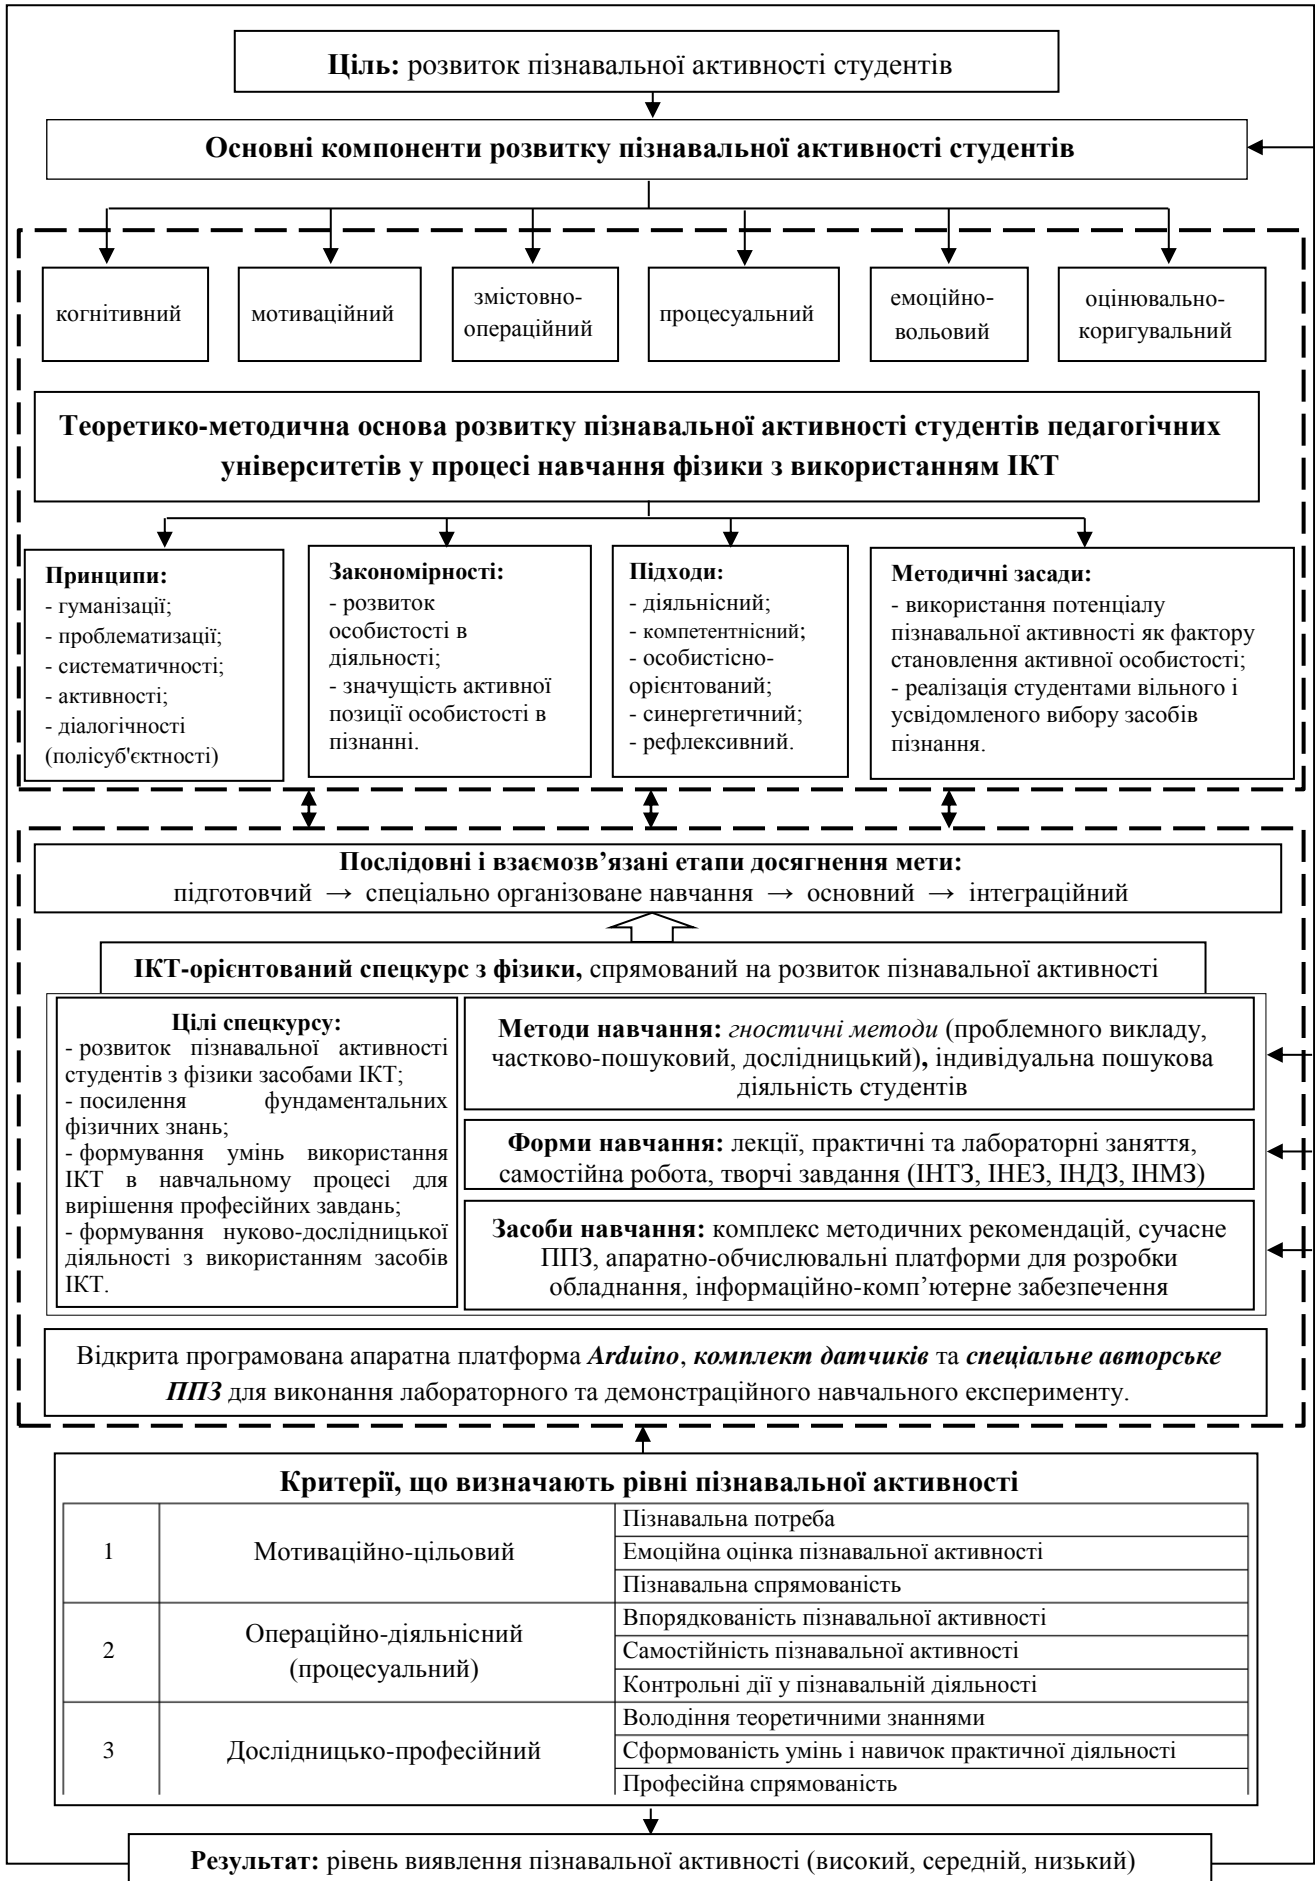 Ціль: розвиток пізнавальної активності студентів
Основні компоненти розвитку пізнавальної активності студентів
когнітивний
мотиваційний
змістовно-
операційний
процесуальний
емоційно-
вольовий
оцінювально-
коригувальний
Теоретико-методична основа розвитку пізнавальної активності студентів педагогічних
університетів у процесі навчання фізики з використанням ІКТ
Принципи:
- гуманізації;
- проблематизації;
- систематичності;
- активності;
- діалогічності
(полісуб'єктності)
Закономірності:
- розвиток
особистості в
діяльності;
- значущість активної
позиції особистості в
пізнанні.
Підходи:
- діяльнісний;
- компетентнісний;
- особистісно-
орієнтований;
- синергетичний;
- рефлексивний.
Методичні засади:
- використання потенціалу
пізнавальної активності як фактору
становлення активної особистості;
- реалізація студентами вільного і
усвідомленого вибору засобів
пізнання.
Послідовні і взаємозв’язані етапи досягнення мети:
підготовчий → спеціально організоване навчання → основний → інтеграційний
ІКТ-орієнтований спецкурс з фізики, спрямований на розвиток пізнавальної активності
Цілі спецкурсу:
- розвиток пізнавальної активності
студентів з фізики засобами ІКТ;
- посилення фундаментальних
фізичних знань;
- формування умінь використання
ІКТ в навчальному процесі для
вирішення професійних завдань;
- формування нуково-дослідницької
діяльності з використанням засобів
ІКТ.
Методи навчання: гностичні методи (проблемного викладу,
частково-пошуковий, дослідницький), індивідуальна пошукова
діяльність студентів
Форми навчання: лекції, практичні та лабораторні заняття,
самостійна робота, творчі завдання (ІНТЗ, ІНЕЗ, ІНДЗ, ІНМЗ)
Засоби навчання: комплекс методичних рекомендацій, сучасне
ППЗ, апаратно-обчислювальні платформи для розробки
обладнання, інформаційно-комп’ютерне забезпечення
Відкрита програмована апаратна платформа Arduino, комплект датчиків та спеціальне авторське
ППЗ для виконання лабораторного та демонстраційного навчального експерименту.
Критерії, що визначають рівні пізнавальної активності
1
Мотиваційно-цільовий
Пізнавальна потреба
Емоційна оцінка пізнавальної активності
Пізнавальна спрямованість
2
Операційно-діяльнісний
(процесуальний)
Впорядкованість пізнавальної активності
Самостійність пізнавальної активності
Контрольні дії у пізнавальній діяльності
3
Дослідницько-професійний
Володіння теоретичними знаннями
Сформованість умінь і навичок практичної діяльності
Професійна спрямованість
Результат: рівень виявлення пізнавальної активності (високий, середній, низький)